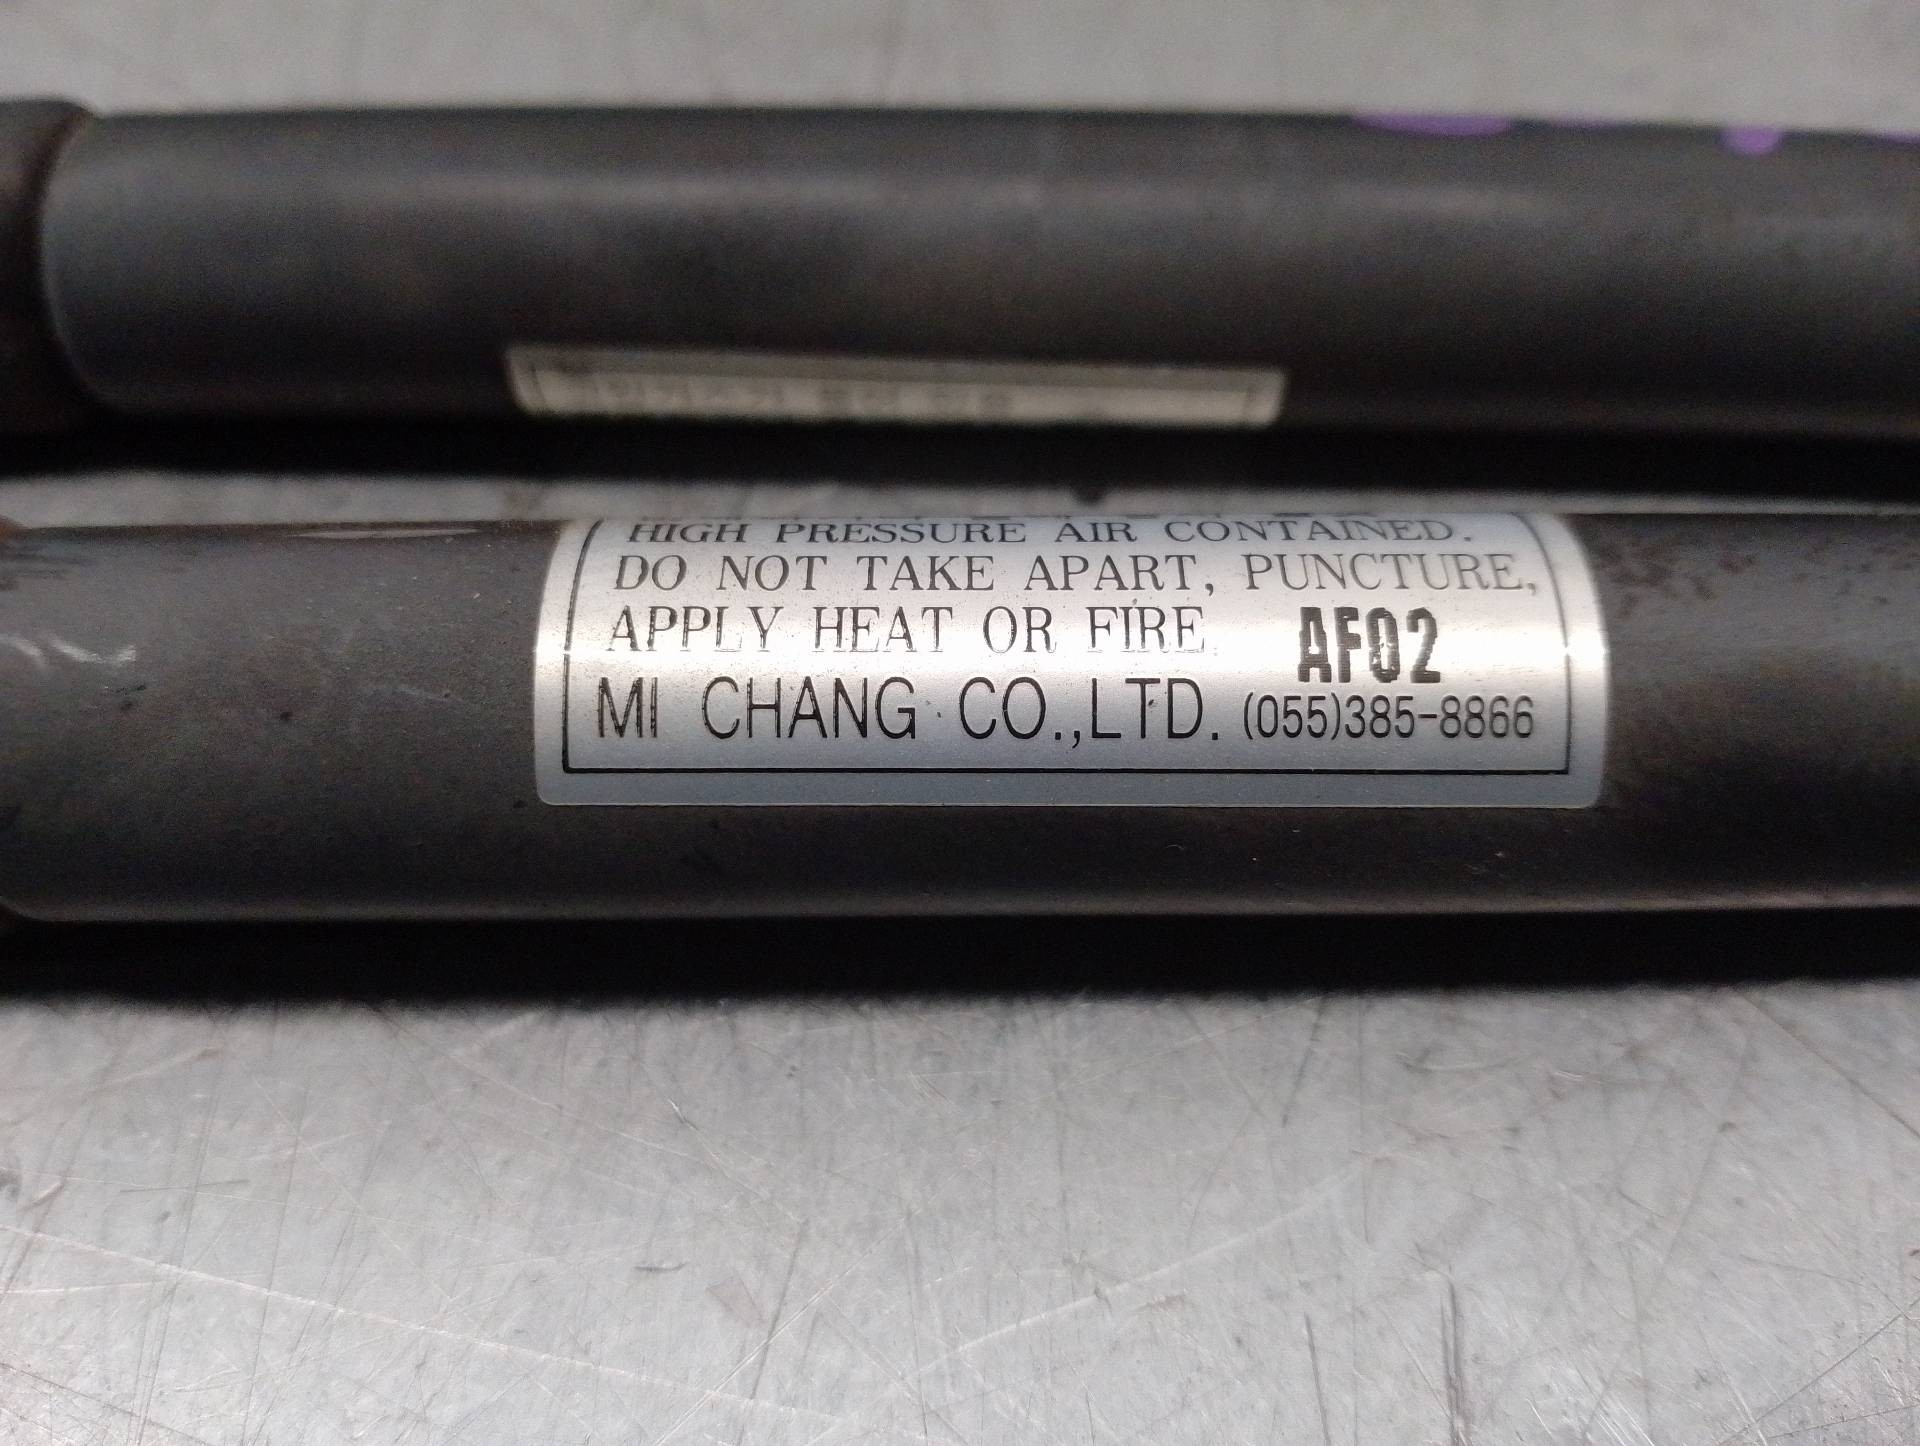 HIGH PRESSURE AIR CONTAINED.
DO NOT TAKE APART, PUNCTURE,
APPLY HEAT OR FIRE AF02
MI CHANG CO.,LTD. (055)385-8866